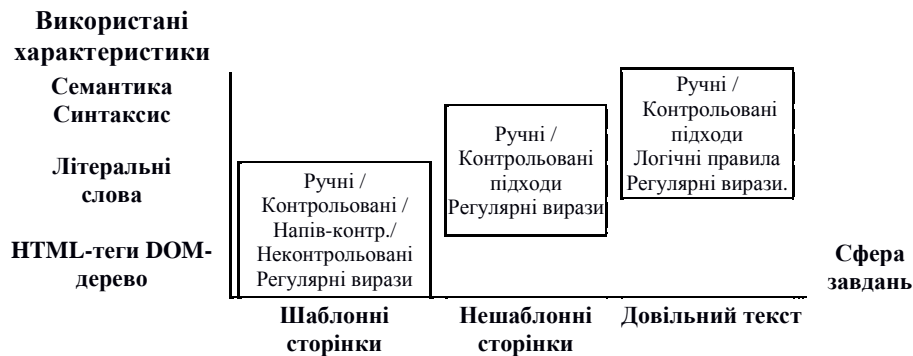 Використані
характеристики
Семантика
Синтаксис
Літеральні
слова
HTML-теги DOM-
дерево
Ручні /
Контрольовані /
Напів-контр./
Неконтрольовані
Регулярні вирази
Ручні /
Контрольовані
підходи
Регулярні вирази
Ручні /
Контрольовані
підходи
Логічні правила
Регулярні вирази.
Сфера
завдань
Шаблонні
сторінки
Нешаблонні
сторінки
Довільний текст